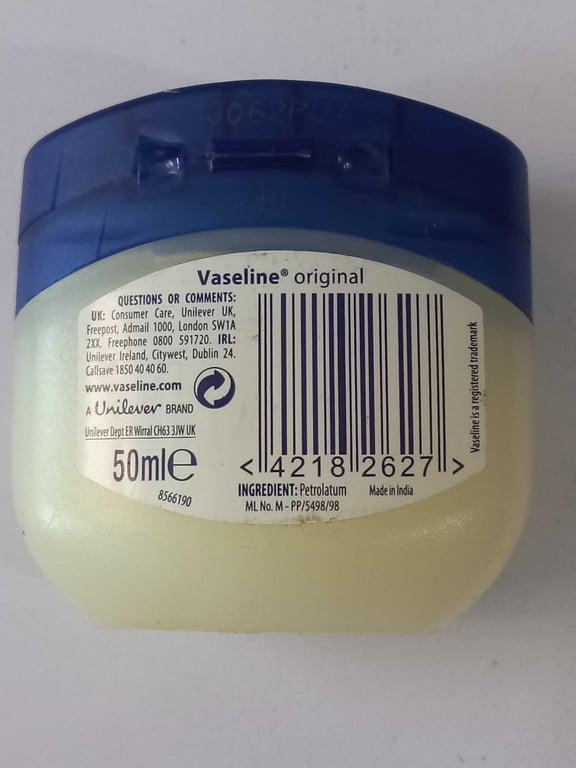 13062PUA
Vaseline® original
QUESTIONS OR COMMENTS:
UK: Consumer Care, Unilever UK,
Freepost, Admail 1000, London SW1A
2XX. Freephone 0800 591720. IRL:
Unilever Ireland, Citywest, Dublin 24.
Callsave 1850 40 40 60.
www.vaseline.com
A Unilever BRAND
Unilever Dept ER Wirral CH63 3JW UK
50ml e
8566190
< 4218 2627 >
INGREDIENT: Petrolatum
Made in India
ML No. M - PP/5498/98
Vaseline is a registered trademark